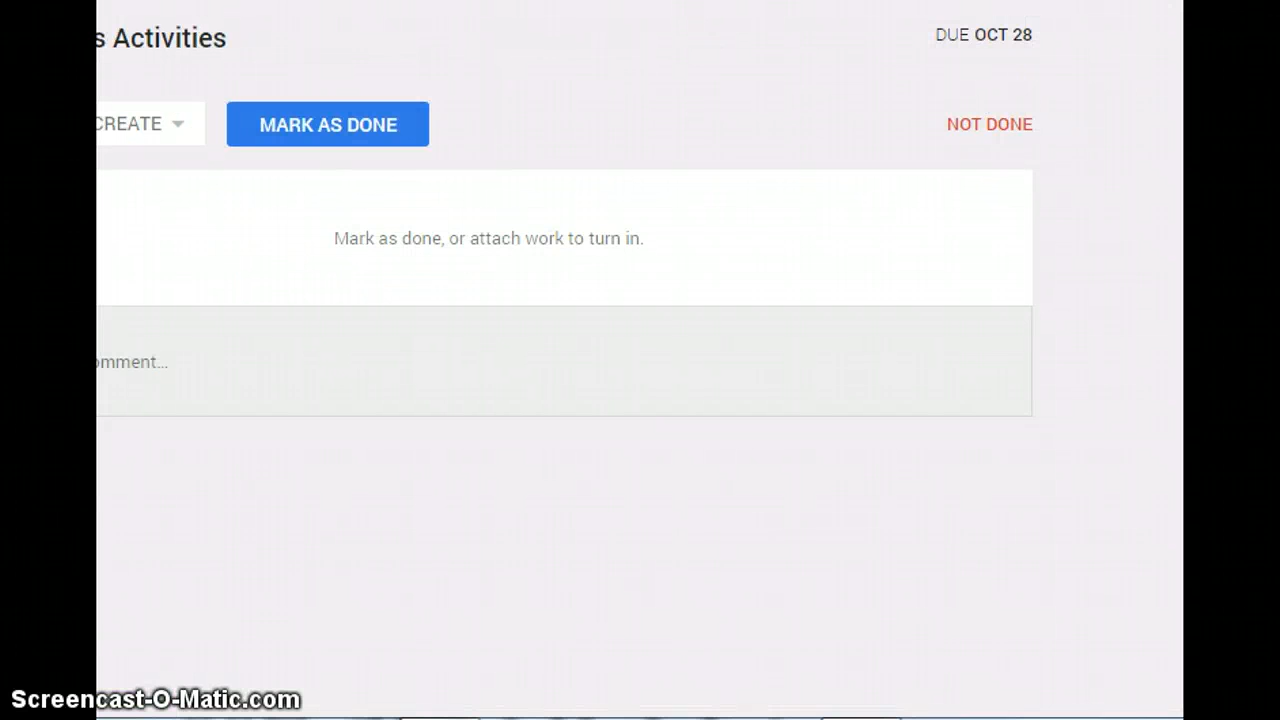 s Activities
DUE OCT 28
CREATE
MARK AS DONE
NOT DONE
Mark as done, or attach work to turn in.
omment...
Screencast-O-Matic.com